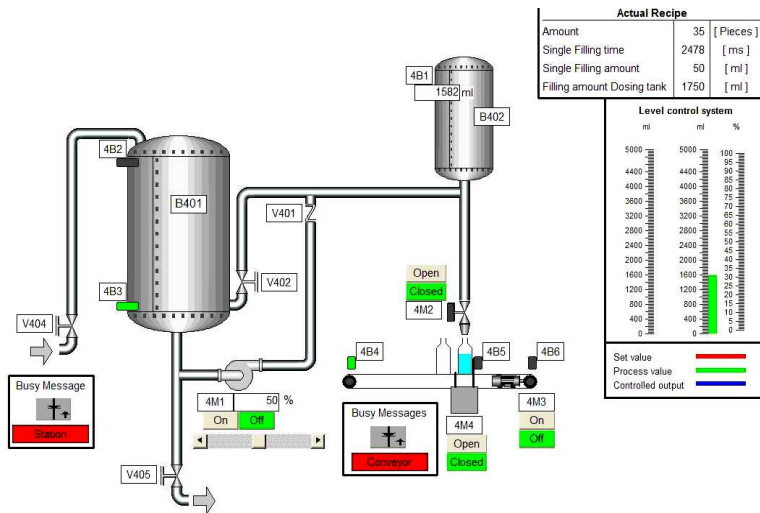 Actual Recipe
Amount 35 [ Pieces ]
Single Filling time 2478 [ ms ]
Single Filling amount 50 [ ml ]
Filling amount Dosing tank 1750 [ ml ]
4B1
1582 ml
B402
Level control system
ml ml %
5000 5000 100
95
4800 4800 90
85
4400 4400 80
4000 4000 75
3600 3600 70
65
3200 3200 60
2800 2800 55
50
2400 2400 45
2000 2000 40
35
1600 1600 30
1200 1200 25
20
800 800 15
400 400 10
5
0 0 0
Set value
Process value
Controlled output
4B2
B401
V401
4B3
V402
V404
Open
Closed
4M2
4B4
4B5
4B6
Busy Message
Station
4M1 50 %
On Off
Busy Messages
Conveyor
4M4
Open
Closed
4M3
On
Off
V405